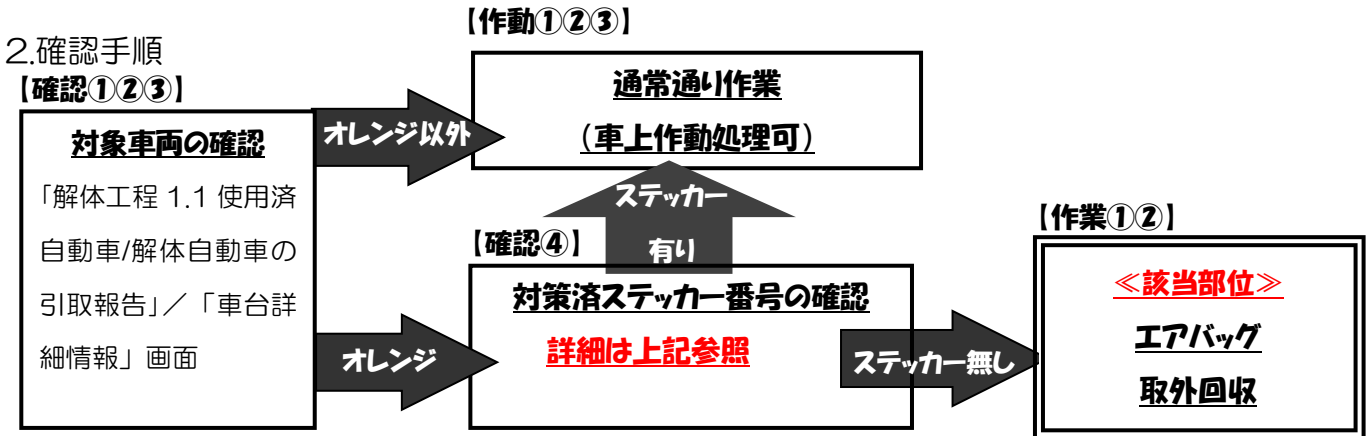 2.確認手順
【確認①②③】
対象車両の確認
「解体工程 1.1 使用済
自動車/解体自動車の
引取報告」／「車台詳
細情報」画面
オレンジ以外
オレンジ
【作動①②③】
通常通り作業
(車上作動処理可)
ステッカー
有り
【確認④】
対策済ステッカー番号の確認
詳細は上記参照
ステッカー無し
【作業①②】
≪該当部位≫
エアバッグ
取外回収